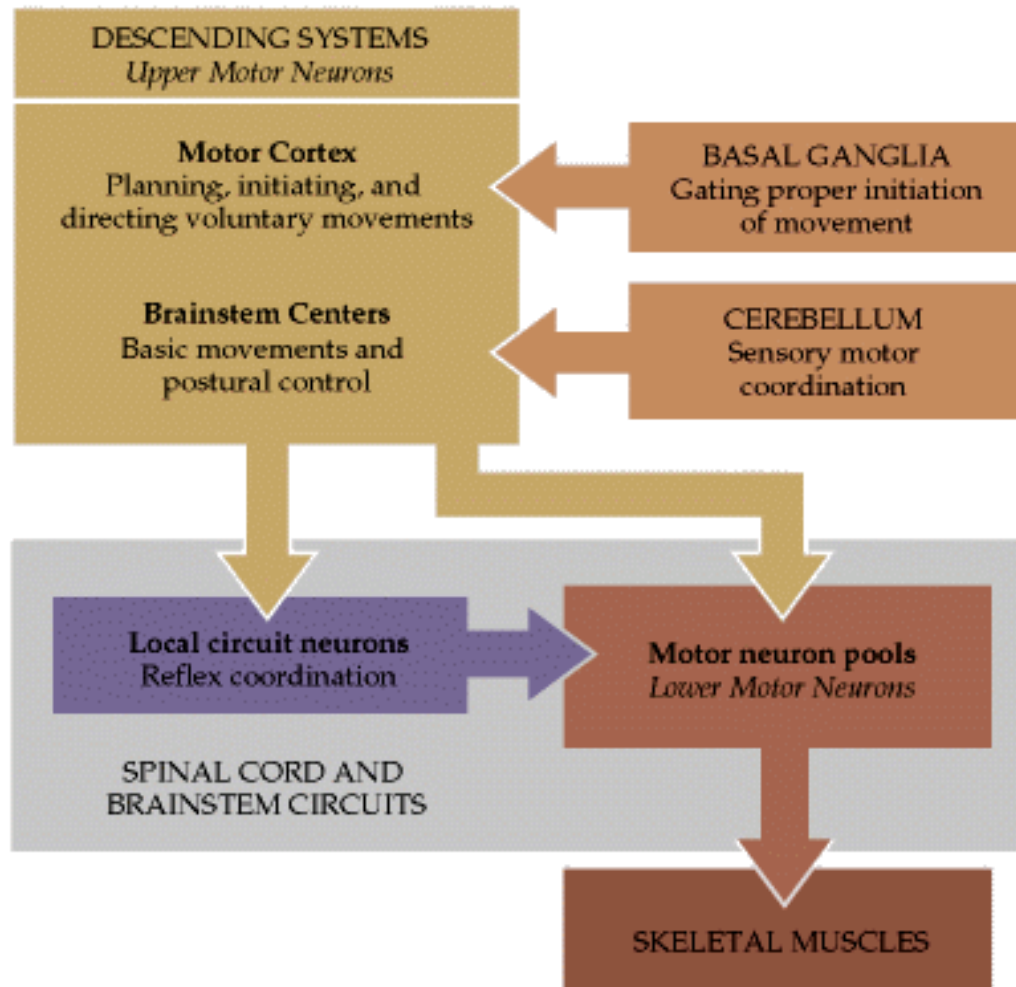 DESCENDING SYSTEMS
Upper Motor Neurons
Motor Cortex
Planning, initiating, and
directing voluntary movements
BASAL GANGLIA
Gating proper initiation
of movement
Brainstem Centers
Basic movements and
postural control
CEREBELLUM
Sensory motor
coordination
Local circuit neurons
Reflex coordination
Motor neuron pools
Lower Motor Neurons
SPINAL CORD AND
BRAINSTEM CIRCUITS
SKELETAL MUSCLES